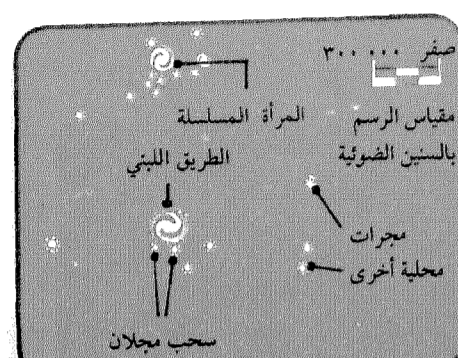 صفر ٣٠٠٠٠٠
مقياس الرسم
بالسنين الضوئية
المرأة المسلسلة
الطريق اللبني
مجرات
محلية أخرى
سحب مجلان